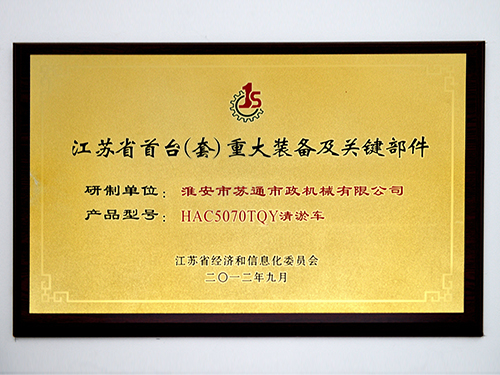 1S
江苏省首台(套)重大装备及关键部件
研制单位：淮安市苏通市政机械有限公司
产品型号：HAC5070TQY清淤车
江苏省经济和信息化委员会
二〇一二年九月